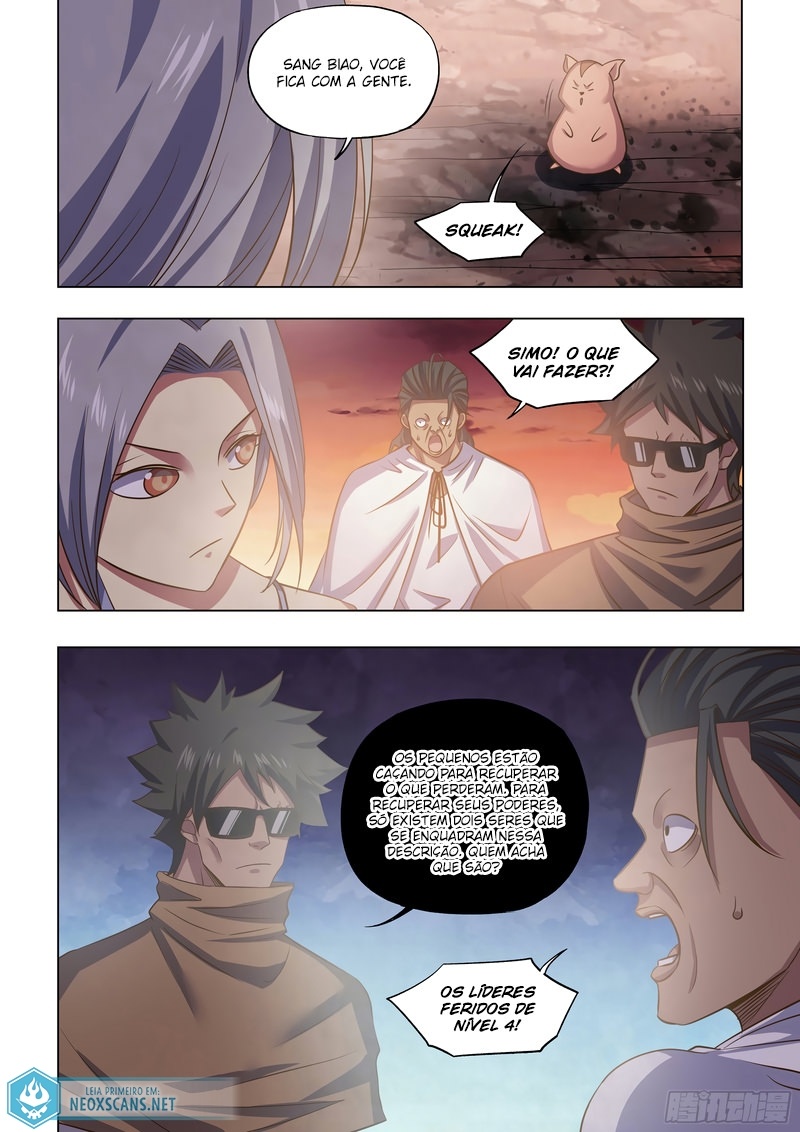 SANG BIAO, VOCÊ
FICA COM A GENTE.
SQUEAK!
SIMO! O QUE
VAI FAZER?!
OS PEQUENOS ESTÃO
CAÇANDO PARA RECUPERAR
O QUE PERDERAM. PARA
RECUPERAR SEUS PODERES,
SÓ EXISTEM DOIS SERES QUE
SE ENQUADRAM NESSA
DESCRIÇÃO. QUEM ACHA
QUE SÃO?
OS LÍDERES
FERIDOS DE
NÍVEL 4!
LEIA PRIMEIRO EM:
NEOXSCANS.NET
腾讯动漫